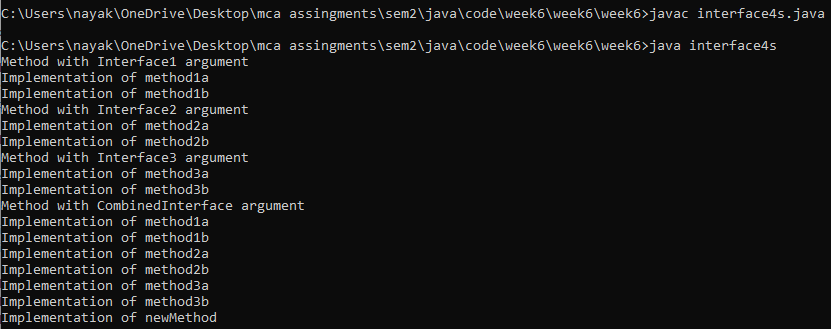 C:\Users\nayak\OneDrive\Desktop\mca assingments\sem2\java\code\week6\week6\week6>javac interface4s.java
C:\Users\nayak\OneDrive\Desktop\mca assingments\sem2\java\code\week6\week6\week6>java interface4s
Method with Interface1 argument
Implementation of method1a
Implementation of method1b
Method with Interface2 argument
Implementation of method2a
Implementation of method2b
Method with Interface3 argument
Implementation of method3a
Implementation of method3b
Method with CombinedInterface argument
Implementation of method1a
Implementation of method1b
Implementation of method2a
Implementation of method2b
Implementation of method3a
Implementation of method3b
Implementation of newMethod